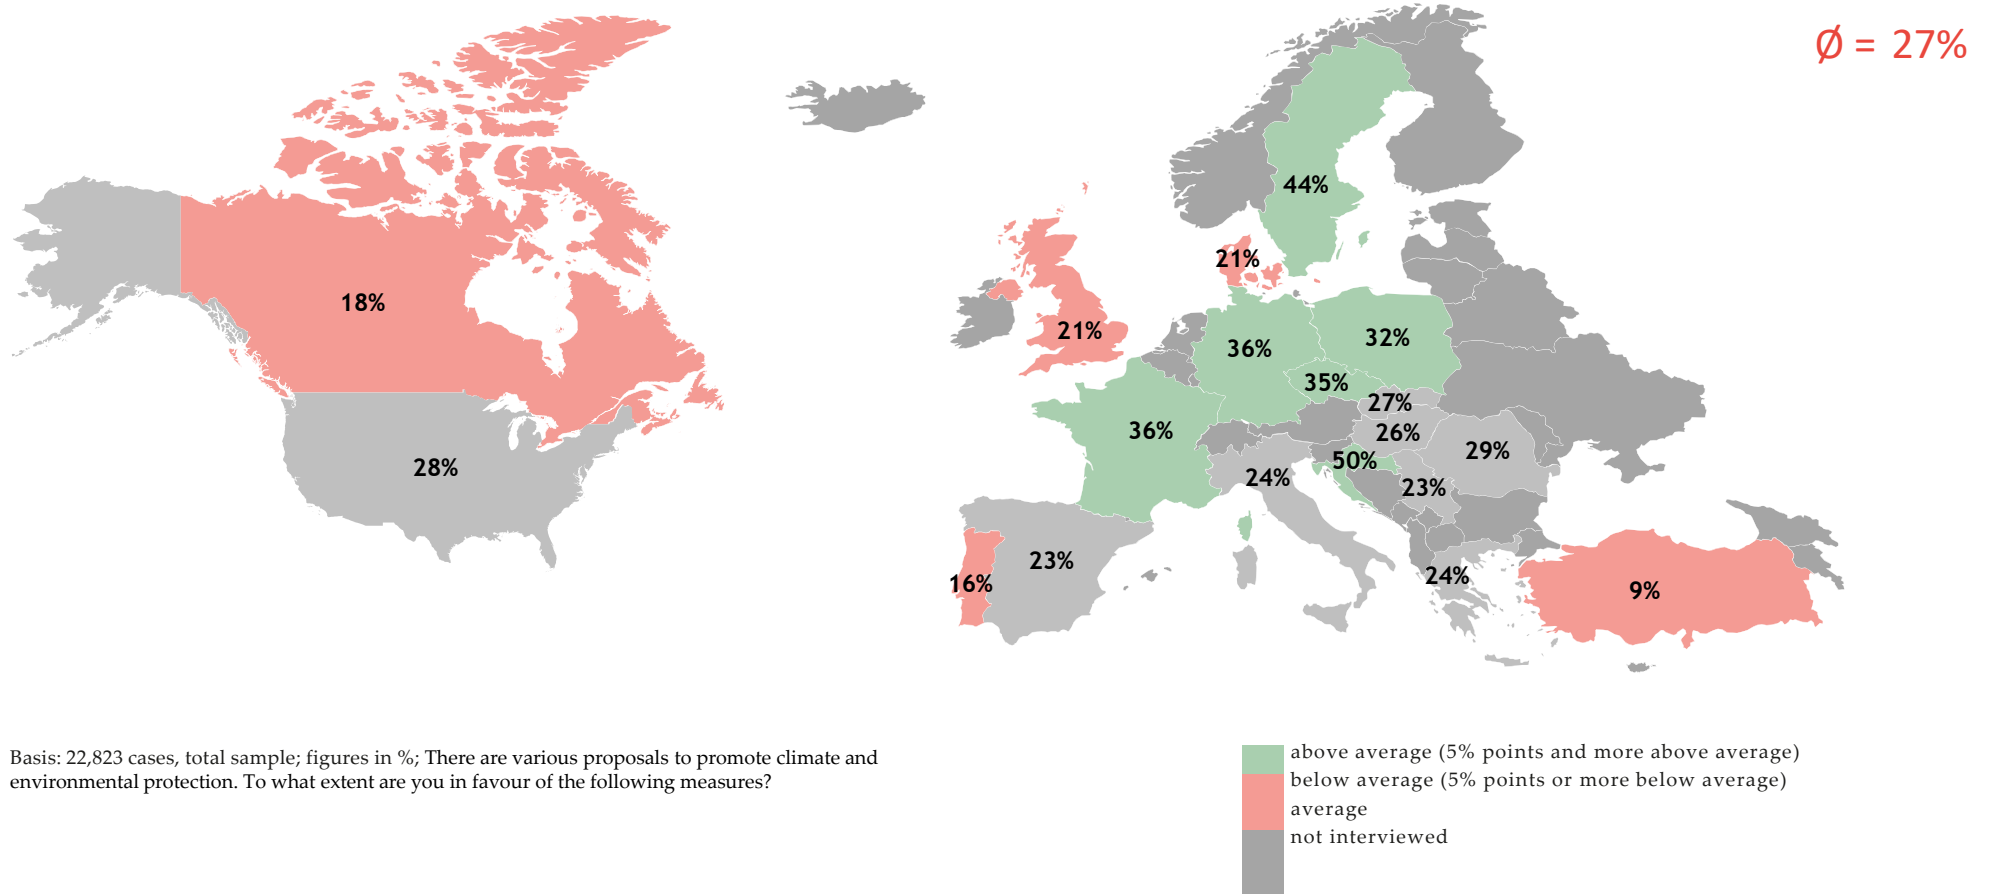 Ø = 27%
44%
21%
18%
21%
36%
32%
35%
27%
36%
26%
29%
50%
28%
24%
23%
23%
16%
24%
9%
Basis: 22,823 cases, total sample; figures in %; There are various proposals to promote climate and
environmental protection. To what extent are you in favour of the following measures?
above average (5% points and more above average)
below average (5% points or more below average)
average
not interviewed